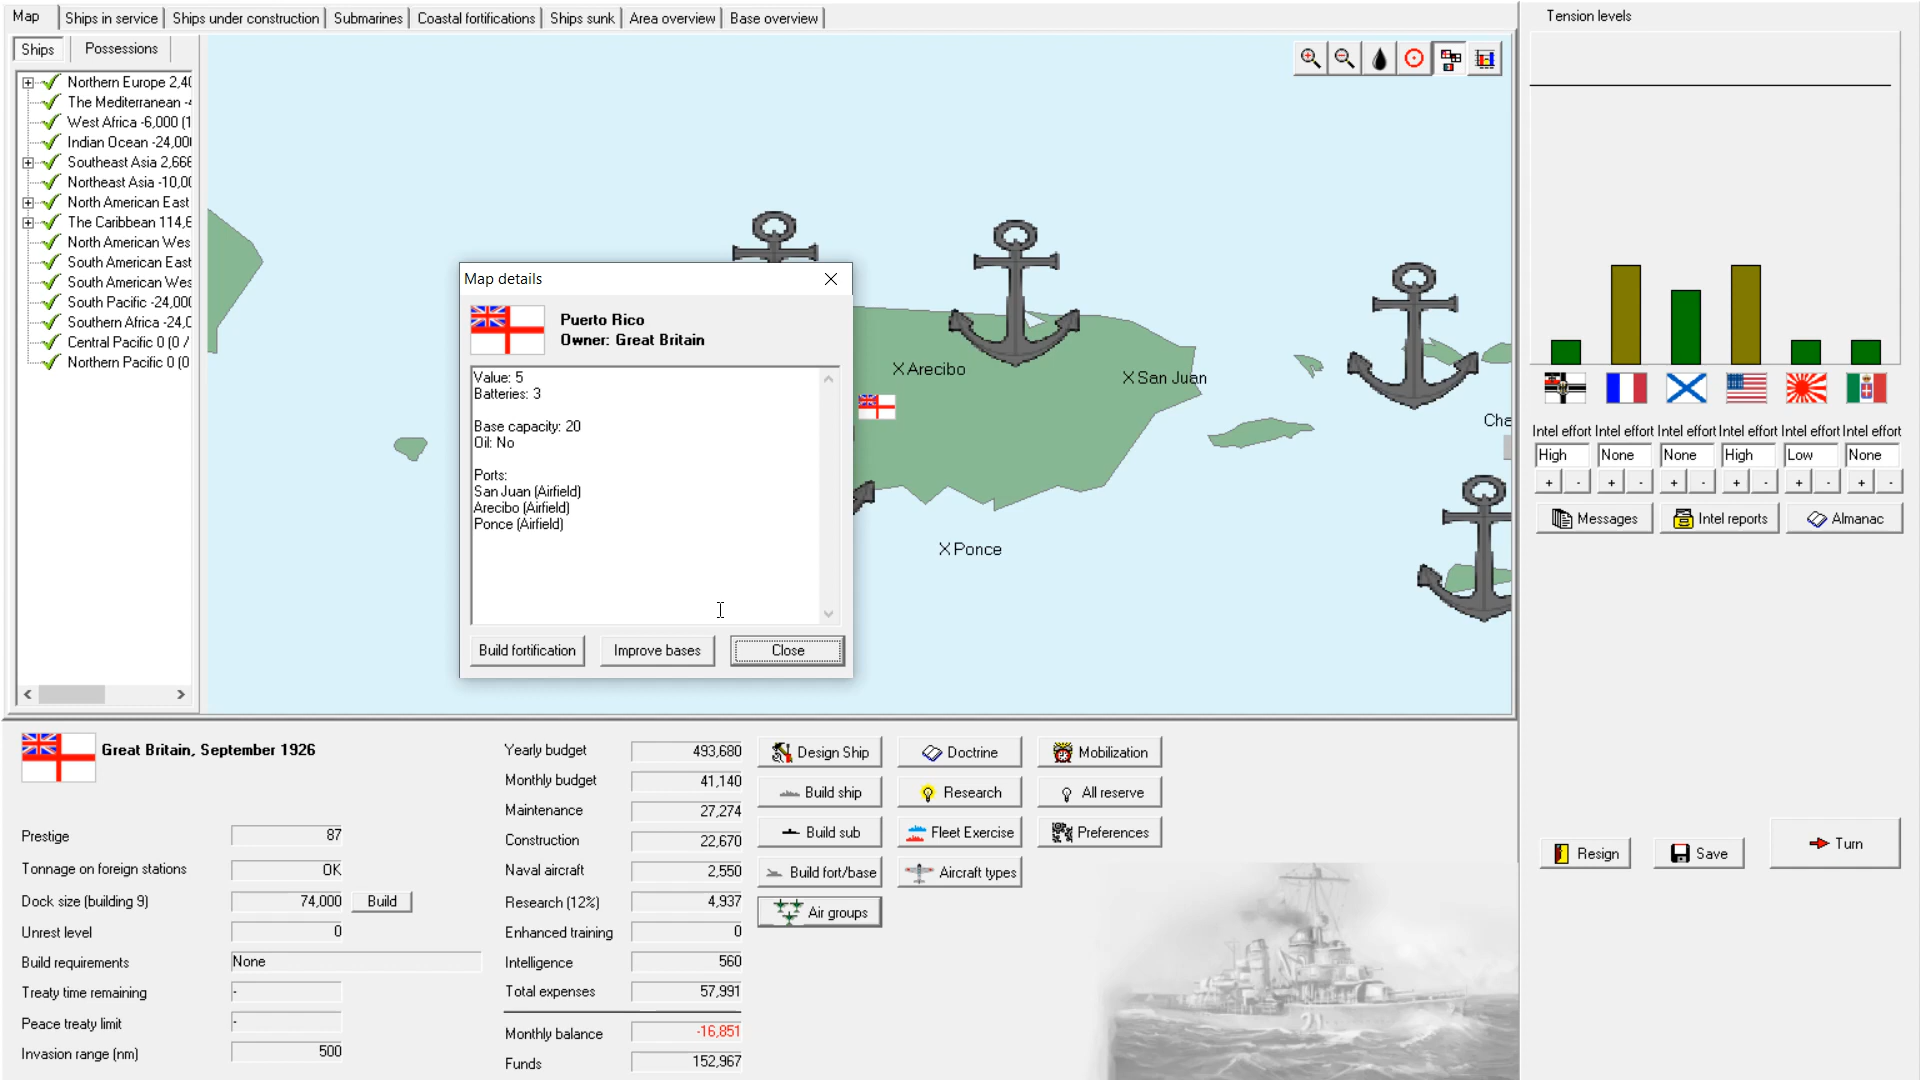 Map
Ships in service
Ships under construction
Submarines
Coastal fortifications
Ships sunk
Area overview
Base overview
Tension levels
Ships
Possessions
Northern Europe 2,40
The Mediterranean -4
West Africa -6,000 (1
Indian Ocean -24,000
Southeast Asia 2,666
Northeast Asia -10,00
North American East
The Caribbean 114,6
North American Wes
South American East
South American Wes
South Pacific -24,000
Southern Africa -24,0
Central Pacific 0 (0 /
Northern Pacific 0 (0
Map details
Puerto Rico
Owner: Great Britain
Value: 5
Batteries: 3
Base capacity: 20
Oil: No
Ports:
San Juan (Airfield)
Arecibo (Airfield)
Ponce (Airfield)
Build fortification
Improve bases
Close
X Arecibo
X San Juan
X Ponce
Cha
Intel effort Intel effort Intel effort Intel effort Intel effort Intel effort
High None None High Low None
+ - + - + - + - + - + -
Messages
Intel reports
Almanac
Resign
Save
Turn
Great Britain, September 1926
Prestige 87
Tonnage on foreign stations OK
Dock size (building 9) 74,000 Build
Unrest level 0
Build requirements None
Treaty time remaining -
Peace treaty limit -
Invasion range (nm) 500
Yearly budget 493,680
Monthly budget 41,140
Maintenance 27,274
Construction 22,670
Naval aircraft 2,550
Research (12%) 4,937
Enhanced training 0
Intelligence 560
Total expenses 57,991
Monthly balance -16,851
Funds 152,967
Design Ship
Doctrine
Mobilization
Build ship
Research
All reserve
Build sub
Fleet Exercise
Preferences
Build fort/base
Aircraft types
Air groups
21